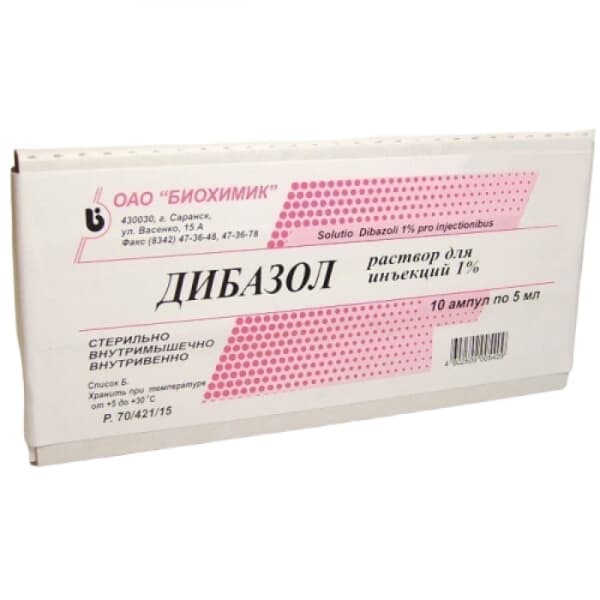 ОАО "БИОХИМИК"
430030, г. Саранск,
ул. Васенко, 15 А
Факс (8342) 47-36-48, 47-36-78
Solutio Dibazoli 1% pro injectionibus
ДИБАЗОЛ
раствор для
инъекций 1%
10 ампул по 5 мл
СТЕРИЛЬНО
ВНУТРИМЫШЕЧНО
ВНУТРИВЕННО
Список Б.
Хранить при температуре
от +5 до +30°С
Р. 70/421/15